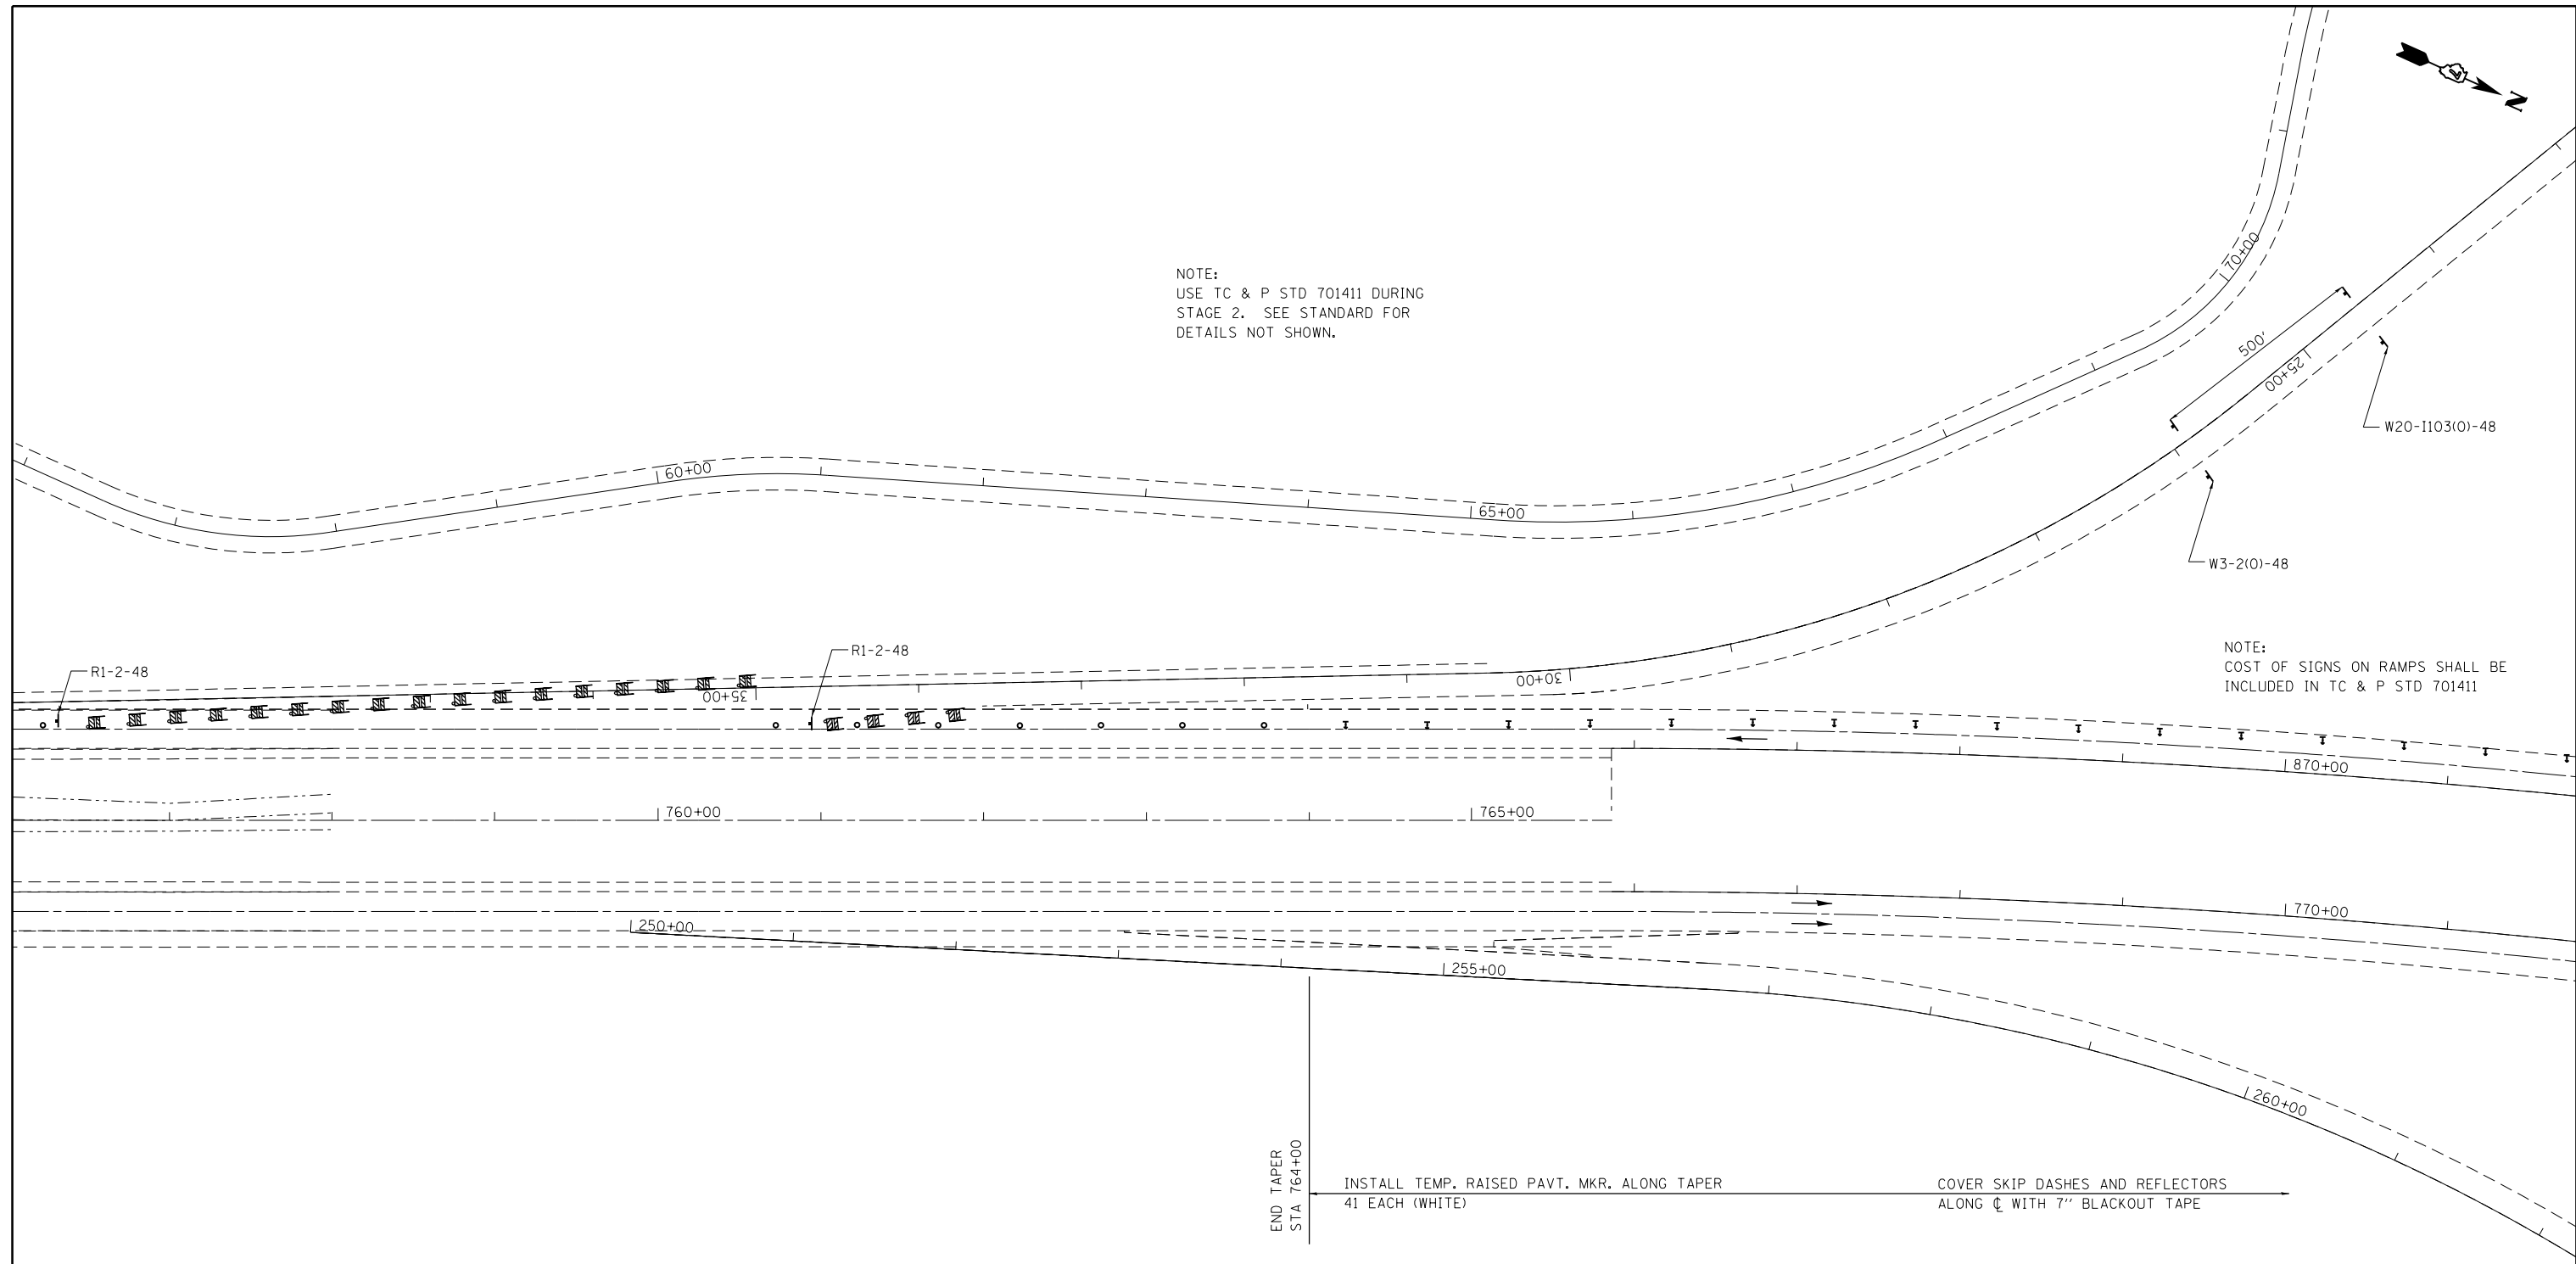 N
NOTE:
USE TC & P STD 701411 DURING
STAGE 2. SEE STANDARD FOR
DETAILS NOT SHOWN.
70+00
500'
25+00
W20-I103(O)-48
60+00
65+00
W3-2(O)-48
NOTE:
COST OF SIGNS ON RAMPS SHALL BE
INCLUDED IN TC & P STD 701411
R1-2-48
R1-2-48
35+00
30+00
870+00
760+00
765+00
770+00
250+00
255+00
260+00
END TAPER
STA 764+00
INSTALL TEMP. RAISED PAVT. MKR. ALONG TAPER
41 EACH (WHITE)
COVER SKIP DASHES AND REFLECTORS
ALONG ℄ WITH 7'' BLACKOUT TAPE